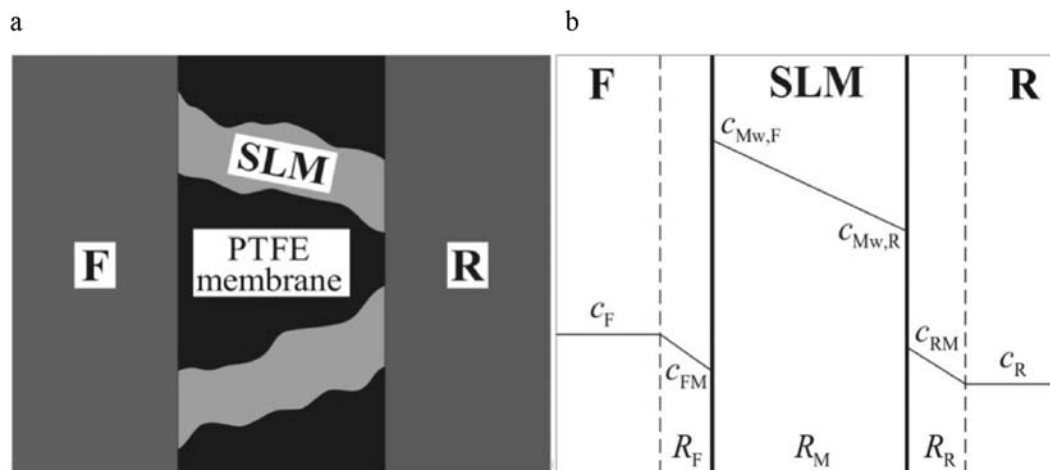 a
F
SLM
PTFE
membrane
R
b
F
SLM
R
c_Mw,F
c_Mw,R
c_F
c_FM
c_RM
c_R
R_F
R_M
R_R